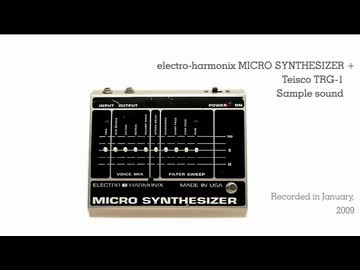 electro-harmonix MICRO SYNTHESIZER +
Teisco TRG-1
Sample sound
INPUT OUTPUT
POWER ON
VOICE MIX
FILTER SWEEP
ELECTRO HARMONIX
MADE IN USA
MICRO SYNTHESIZER
Recorded in January,
2009